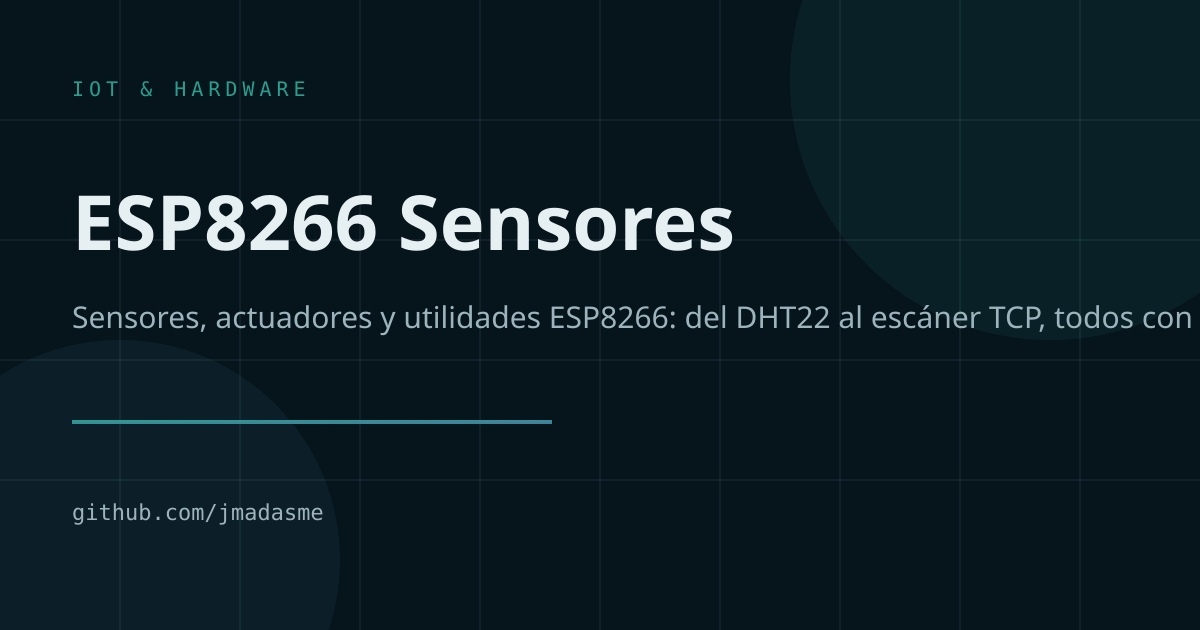 IOT & HARDWARE
ESP8266 Sensores
Sensores, actuadores y utilidades ESP8266: del DHT22 al escáner TCP, todos con
github.com/jmadasme